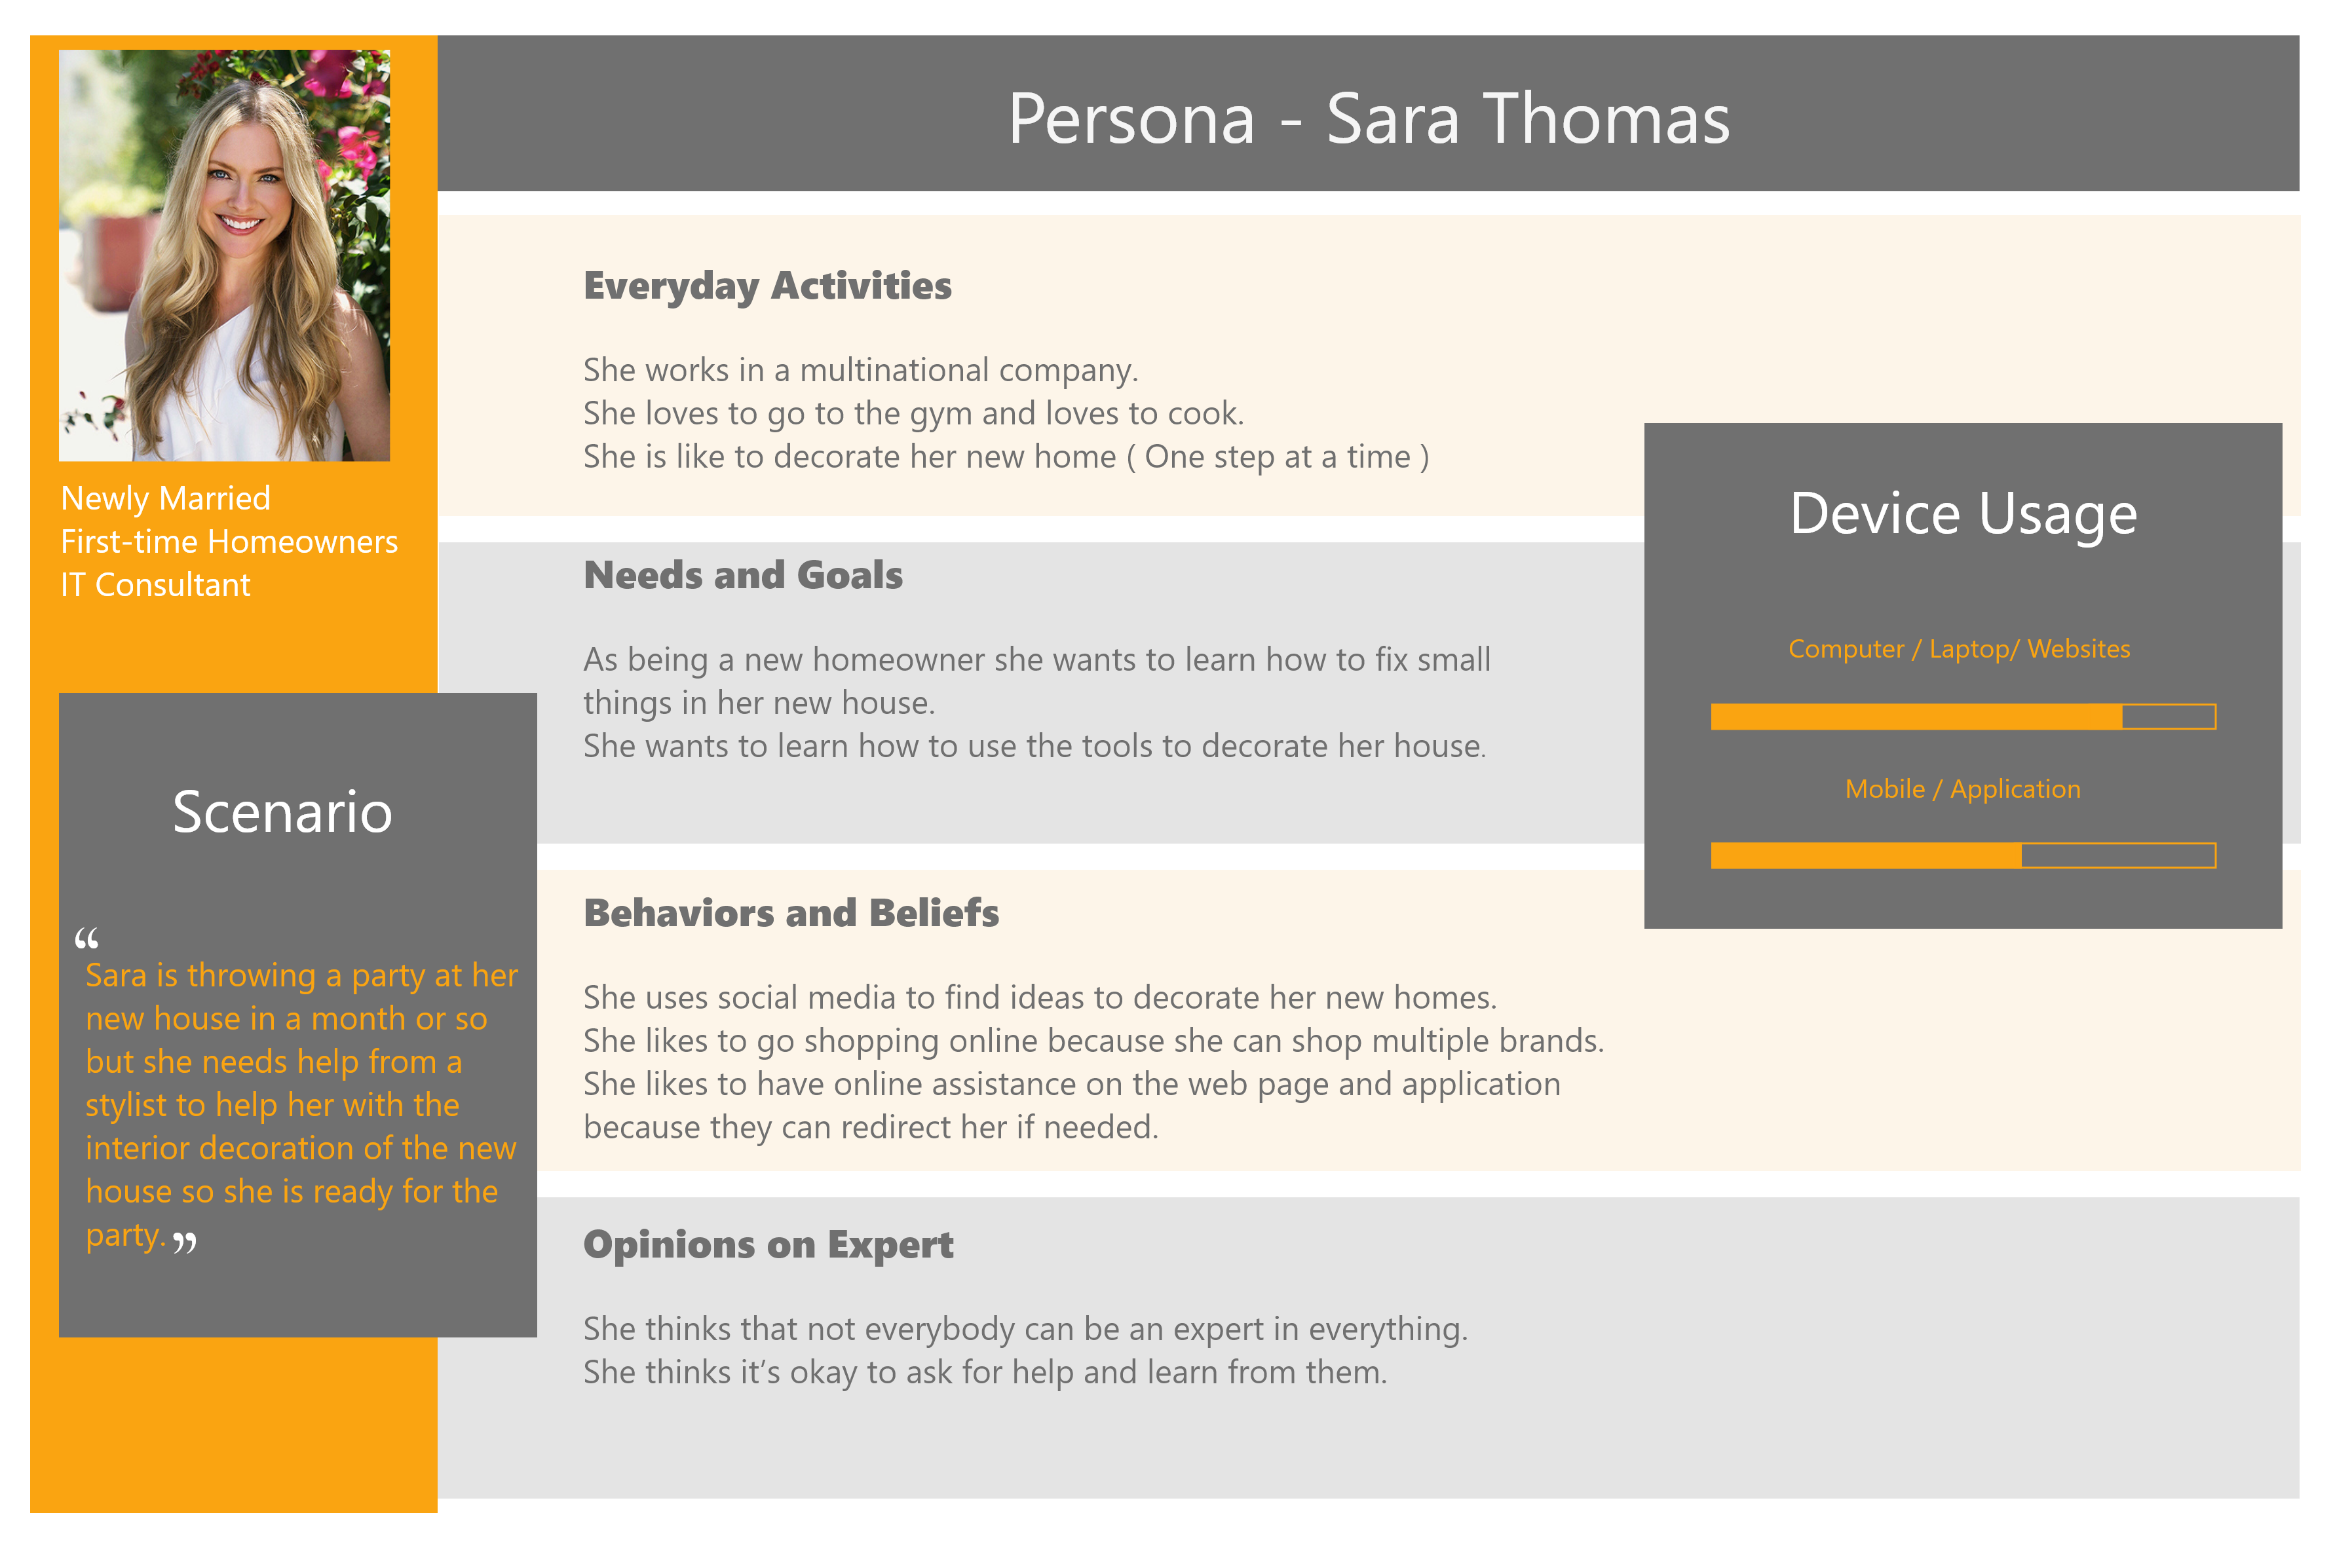 Persona - Sara Thomas
Newly Married
First-time Homeowners
IT Consultant
Scenario
“
Sara is throwing a party at her
new house in a month or so
but she needs help from a
stylist to help her with the
interior decoration of the new
house so she is ready for the
party. ”
Everyday Activities
She works in a multinational company.
She loves to go to the gym and loves to cook.
She is like to decorate her new home ( One step at a time )
Needs and Goals
As being a new homeowner she wants to learn how to fix small
things in her new house.
She wants to learn how to use the tools to decorate her house.
Behaviors and Beliefs
She uses social media to find ideas to decorate her new homes.
She likes to go shopping online because she can shop multiple brands.
She likes to have online assistance on the web page and application
because they can redirect her if needed.
Opinions on Expert
She thinks that not everybody can be an expert in everything.
She thinks it’s okay to ask for help and learn from them.
Device Usage
Computer / Laptop/ Websites
Mobile / Application